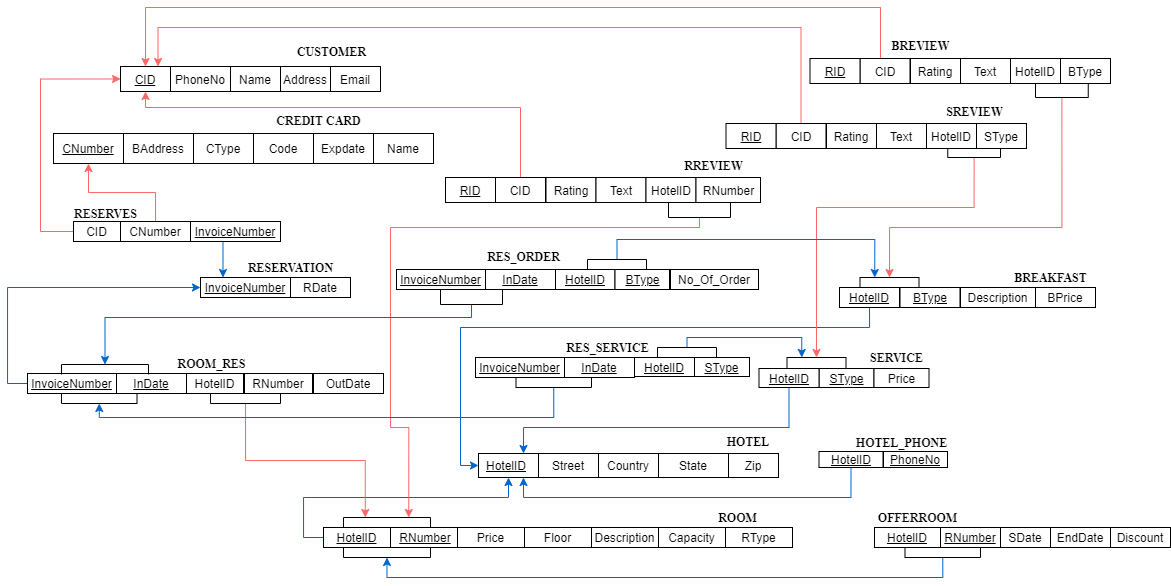 CUSTOMER
CID PhoneNo Name Address Email
BREVIEW
RID CID Rating Text HotelID BType
CREDIT CARD
CNumber BAddress CType Code Expdate Name
SREVIEW
RID CID Rating Text HotelID SType
RREVIEW
RID CID Rating Text HotelID RNumber
RESERVES
CID CNumber InvoiceNumber
RESERVATION
InvoiceNumber RDate
RES_ORDER
InvoiceNumber InDate HotelID BType No_Of_Order
BREAKFAST
HotelID BType Description BPrice
ROOM_RES
InvoiceNumber InDate HotelID RNumber OutDate
RES_SERVICE
InvoiceNumber InDate HotelID SType
SERVICE
HotelID SType Price
HOTEL
HotelID Street Country State Zip
HOTEL_PHONE
HotelID PhoneNo
ROOM
HotelID RNumber Price Floor Description Capacity RType
OFFERROOM
HotelID RNumber SDate EndDate Discount